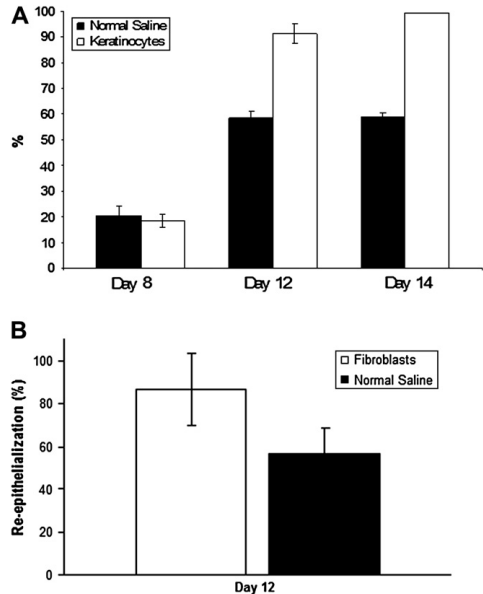 A
Normal Saline
Keratinocytes
100
90
80
70
60
50
40
30
20
10
0
%
Day 8 Day 12 Day 14
B
Fibroblasts
Normal Saline
100
80
60
40
20
0
Re-epithelialization (%)
Day 12